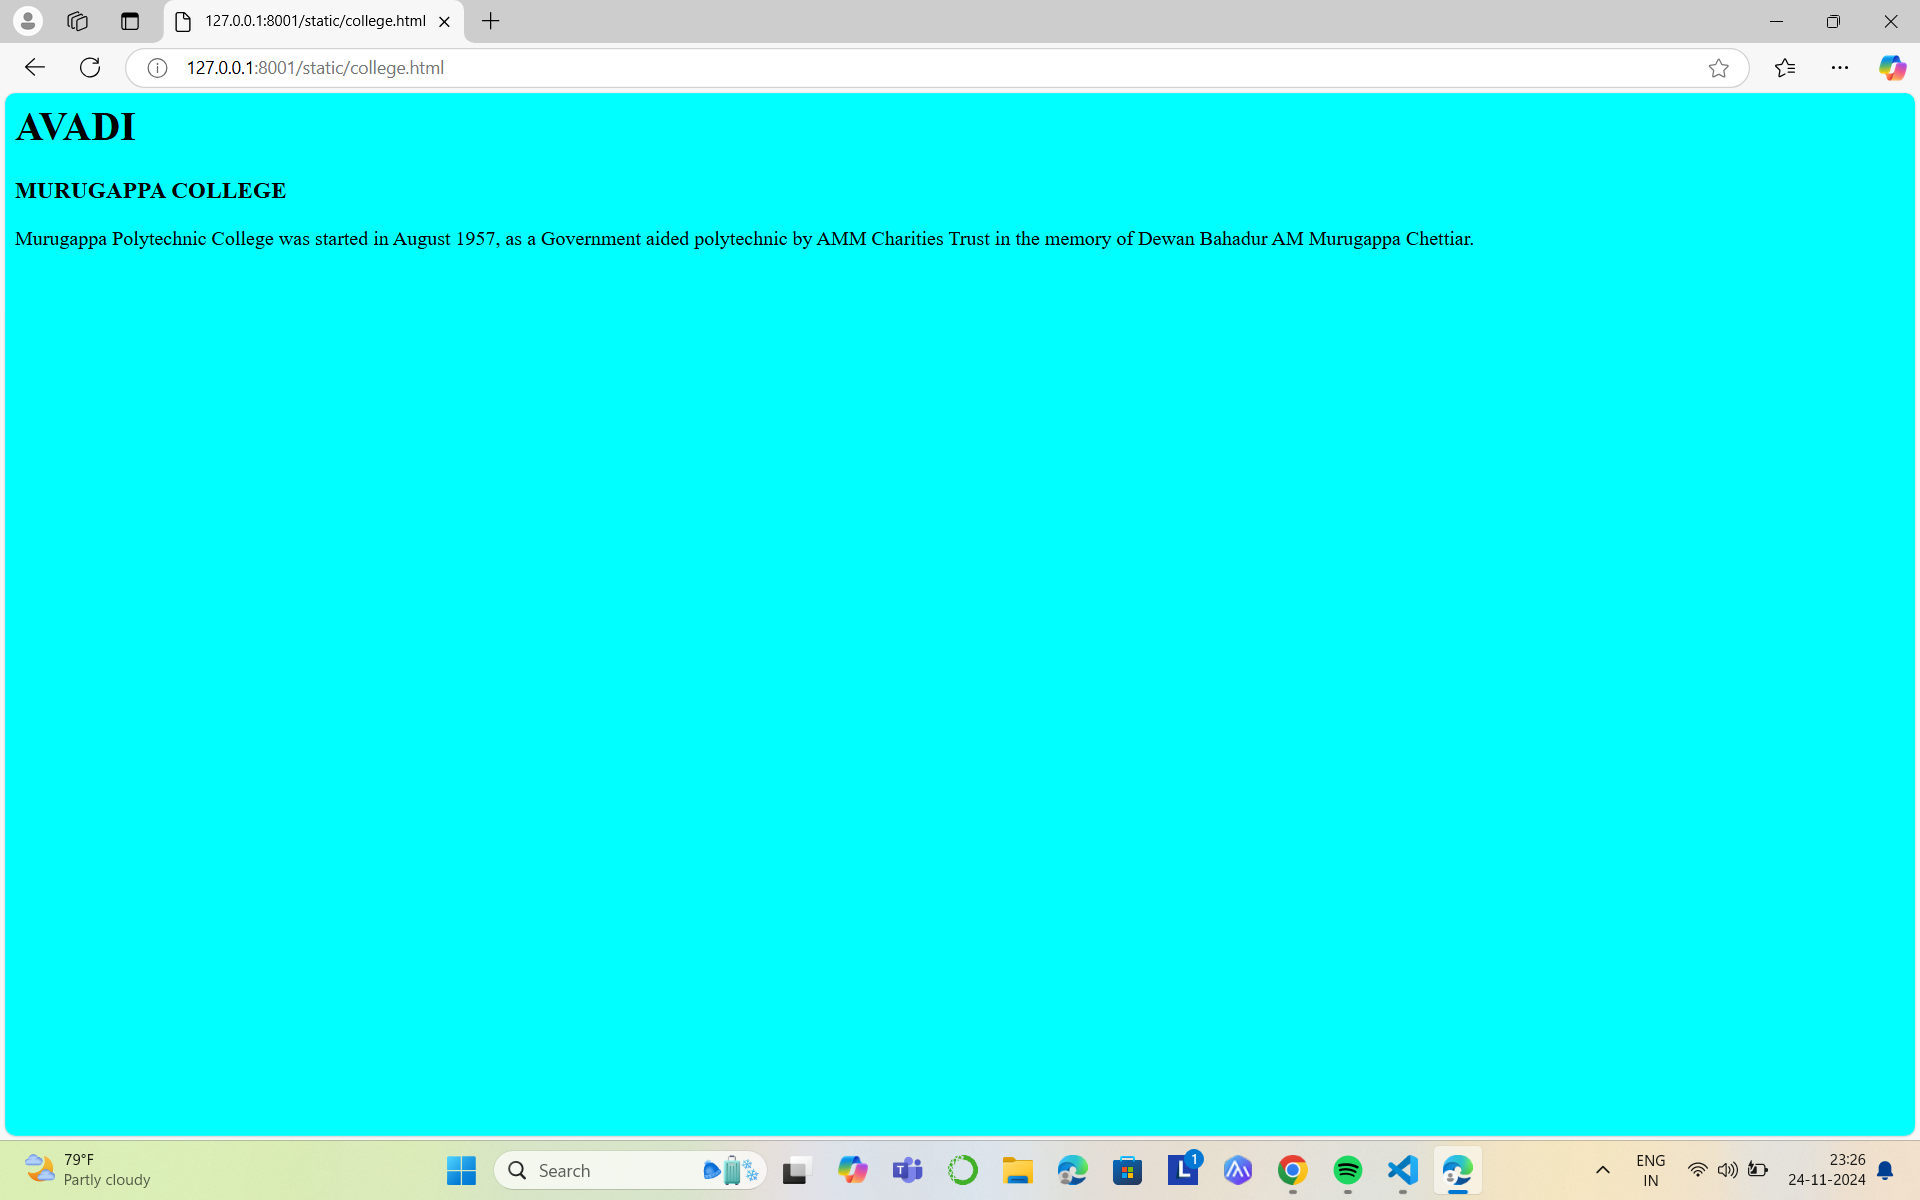 127.0.0.1:8001/static/college.html
127.0.0.1:8001/static/college.html
AVADI
MURUGAPPA COLLEGE
Murugappa Polytechnic College was started in August 1957, as a Government aided polytechnic by AMM Charities Trust in the memory of Dewan Bahadur AM Murugappa Chettiar.
79°F
Partly cloudy
Search
1
ENG
IN
23:26
24-11-2024